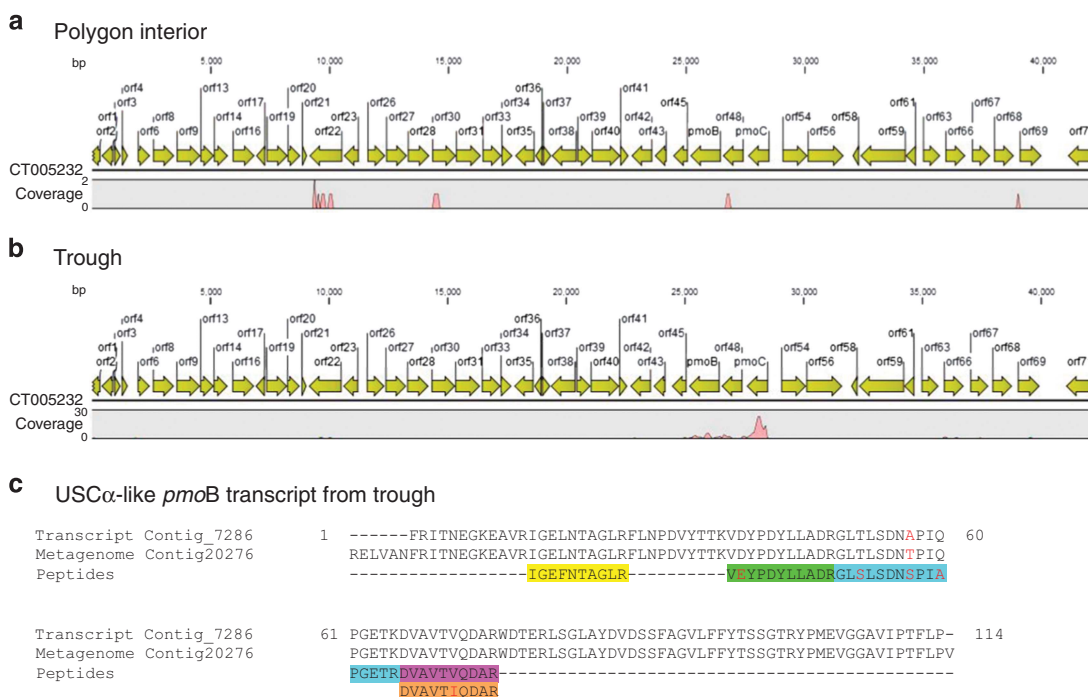 a Polygon interior
bp 5,000 10,000 15,000 20,000 25,000 30,000 35,000 40,000
orf4 orf13 orf20 orf36 orf41
orf3 orf17 orf21 orf26 orf34 orf37 orf45 orf61 orf67
orf1 orf8 orf14 orf19 orf23 orf30 orf33 orf39 orf42 orf48 orf54 orf58 orf63 orf68
orf2 orf6 orf9 orf16 orf22 orf27 orf28 orf31 orf35 orf38 orf40 orf43 pmoB pmoC orf56 orf59 orf66 orf69 orf7
CT005232
Coverage 2 0
b Trough
bp 5,000 10,000 15,000 20,000 25,000 30,000 35,000 40,000
orf4 orf13 orf20 orf36 orf41
orf3 orf17 orf21 orf26 orf34 orf37 orf45 orf61 orf67
orf1 orf8 orf14 orf19 orf23 orf27 orf30 orf33 orf39 orf42 orf48 orf54 orf58 orf63 orf68
orf2 orf6 orf9 orf16 orf22 orf28 orf31 orf35 orf38 orf40 orf43 pmoB pmoC orf56 orf59 orf66 orf69 orf7
CT005232
Coverage 30 0
c USCα-like pmoB transcript from trough
Transcript Contig_7286 1 ------FRITNEGKEAVRIGELNTAGLRFLNPDVYTTKVDYPDYLLADRGLTLSDNAPIQ 60
Metagenome Contig20276 RELVANFRITNEGKEAVRIGELNTAGLRFLNPDVYTTKVDYPDYLLADRGLTLSDNTPIQ
Peptides ------------------IGEFNTAGLR----------VEYPDYLLADRGLSLSDNSPIA
Transcript Contig_7286 61 PGETKDVAVTVQDARWDTERLSGLAYDVDSSFAGVLFFYTSSGTRYPMEVGGAVIPTFLP- 114
Metagenome Contig20276 PGETKDVAVTVQDARWDTERLSGLAYDVDSSFAGVLFFYTSSGTRYPMEVGGAVIPTFLPV
Peptides PGETRDVAVTVQDAR----------------------------------------------
DVAVTIQDAR